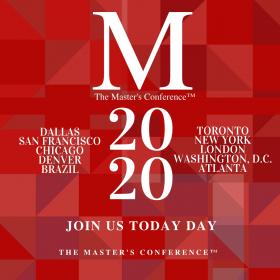 M
The Master's Conference™
DALLAS
SAN FRANCISCO
CHICAGO
DENVER
BRAZIL
20
20
TORONTO
NEW YORK
LONDON
WASHINGTON, D.C.
ATLANTA
JOIN US TODAY DAY
THE MASTER'S CONFERENCE™